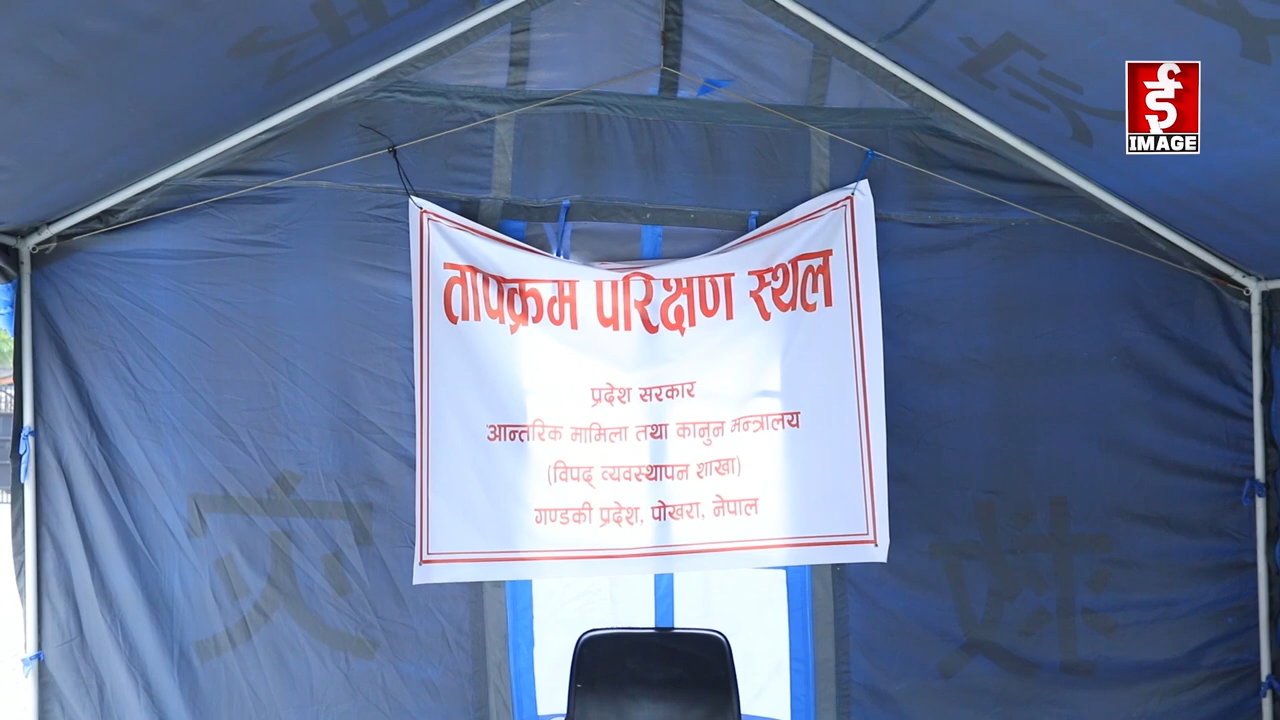 ई
IMAGE
तापक्रम परिक्षण स्थल
प्रदेश सरकार
आन्तरिक मामिला तथा कानुन मन्त्रालय
(विपद् व्यवस्थापन शाखा)
गण्डकी प्रदेश, पोखरा, नेपाल